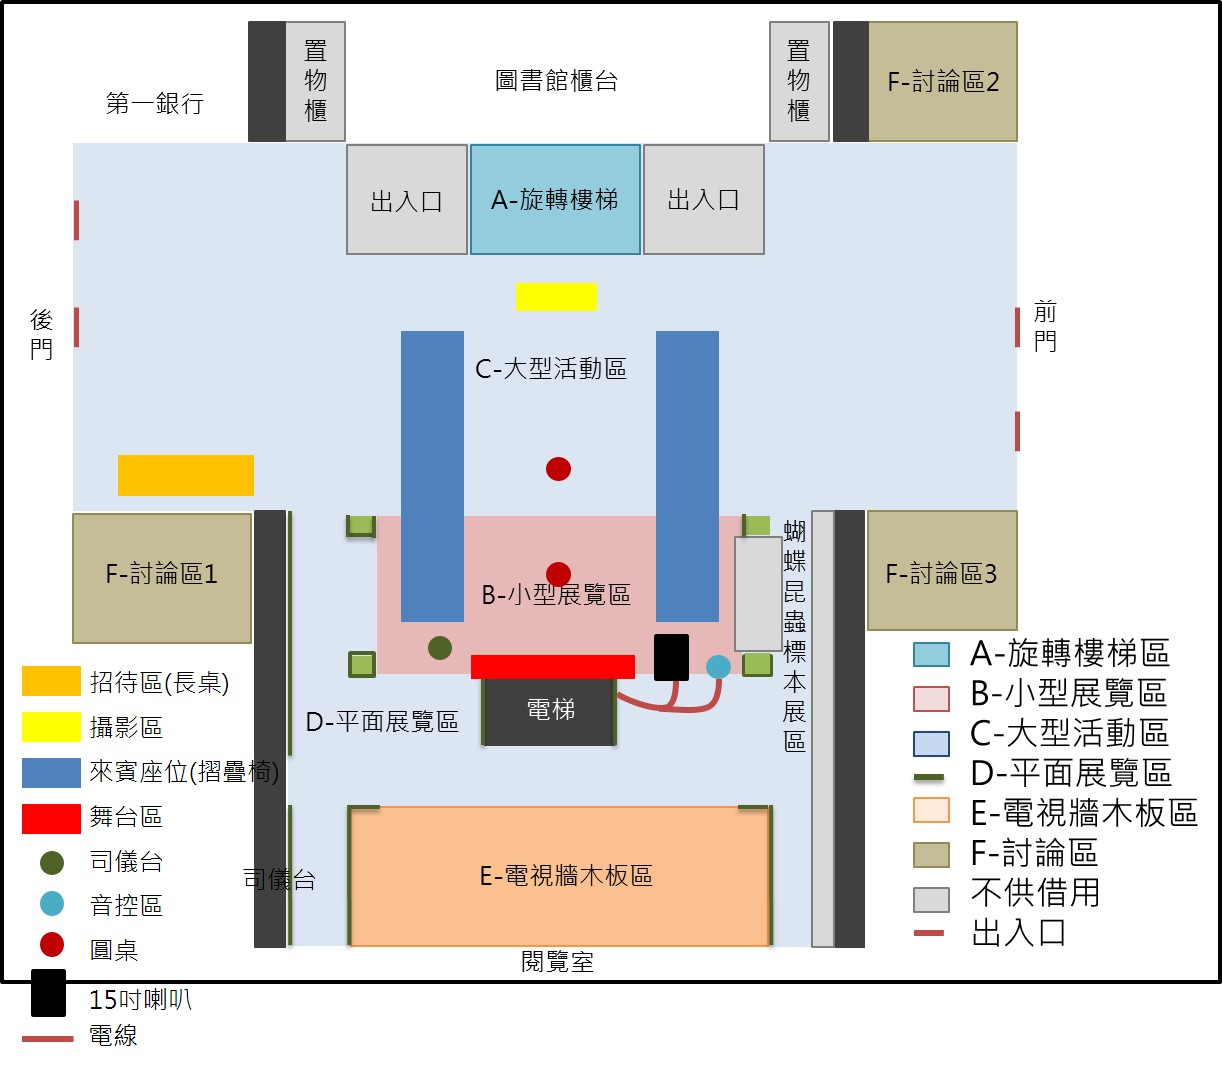 第一銀行
置物櫃
圖書館櫃台
置物櫃
F-討論區2
出入口
A-旋轉樓梯
出入口
後門
前門
C-大型活動區
F-討論區1
B-小型展覽區
蝴蝶昆蟲標本展區
F-討論區3
D-平面展覽區
電梯
司儀台
E-電視牆木板區
閱覽室
招待區(長桌)
攝影區
來賓座位(摺疊椅)
舞台區
司儀台
音控區
圓桌
15吋喇叭
電線
A-旋轉樓梯區
B-小型展覽區
C-大型活動區
D-平面展覽區
E-電視牆木板區
F-討論區
不供借用
出入口